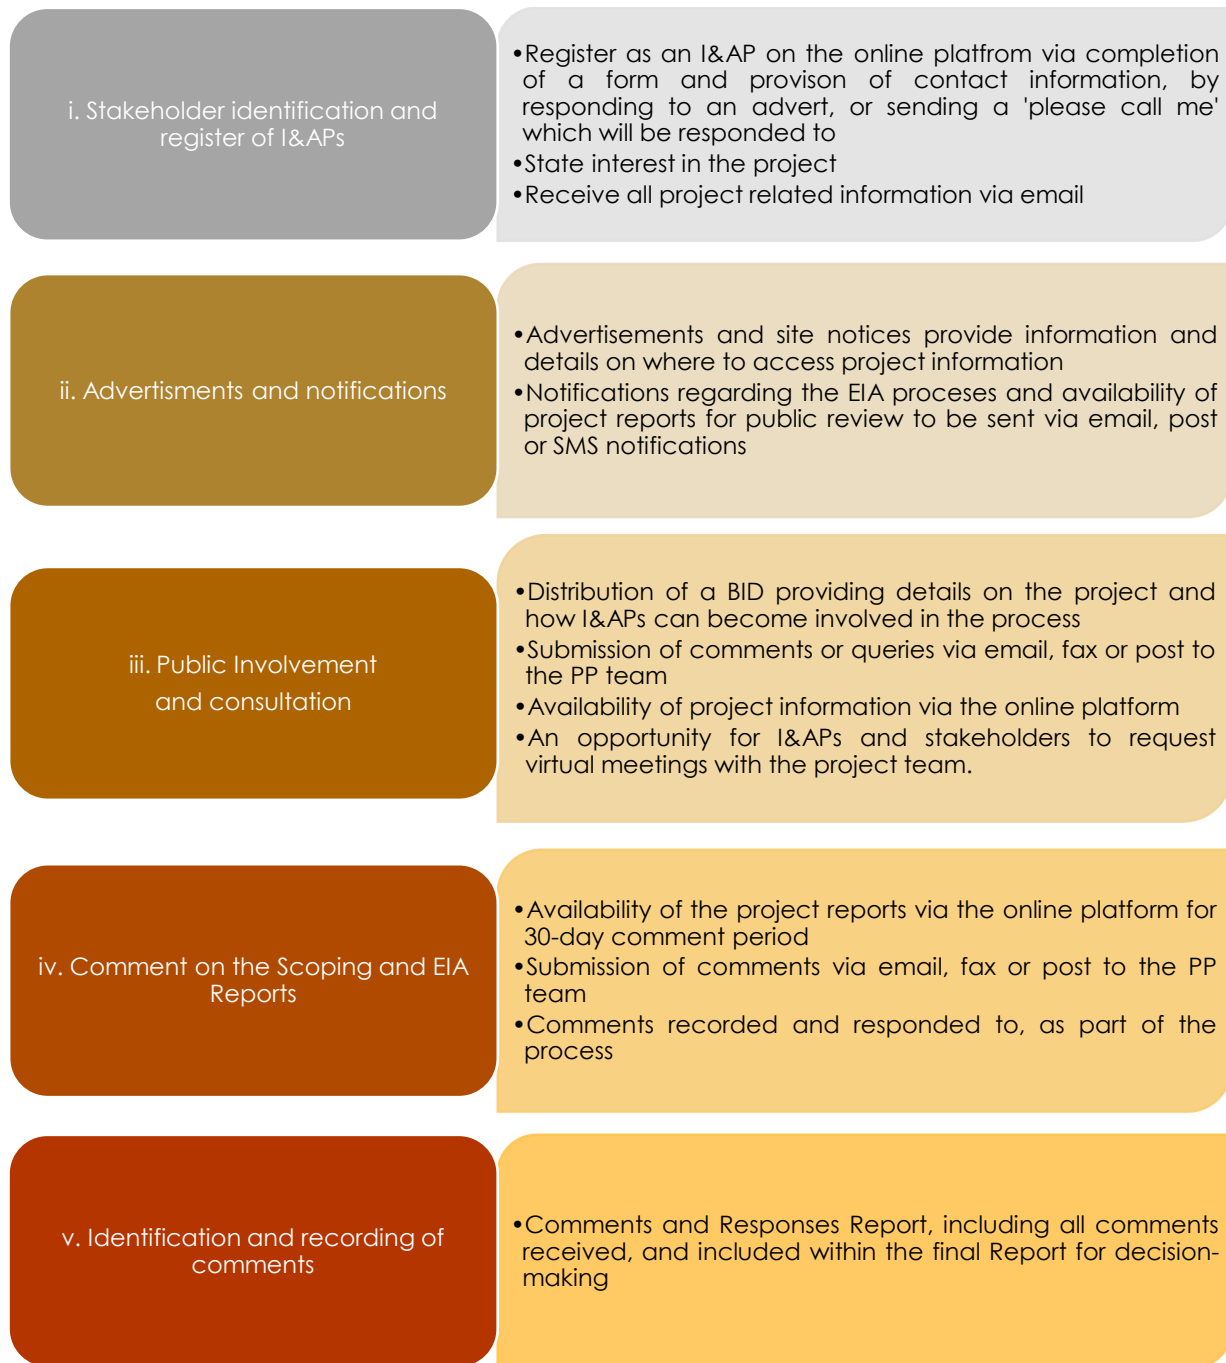 i. Stakeholder identification and
register of I&APs
•Register as an I&AP on the online platfrom via completion
of a form and provison of contact information, by
responding to an advert, or sending a 'please call me'
which will be responded to
•State interest in the project
•Receive all project related information via email
ii. Advertisments and notifications
•Advertisements and site notices provide information and
details on where to access project information
•Notifications regarding the EIA proceses and availability of
project reports for public review to be sent via email, post
or SMS notifications
iii. Public Involvement
and consultation
•Distribution of a BID providing details on the project and
how I&APs can become involved in the process
•Submission of comments or queries via email, fax or post to
the PP team
•Availability of project information via the online platform
•An opportunity for I&APs and stakeholders to request
virtual meetings with the project team.
iv. Comment on the Scoping and EIA
Reports
•Availability of the project reports via the online platform for
30-day comment period
•Submission of comments via email, fax or post to the PP
team
•Comments recorded and responded to, as part of the
process
v. Identification and recording of
comments
•Comments and Responses Report, including all comments
received, and included within the final Report for decision-
making